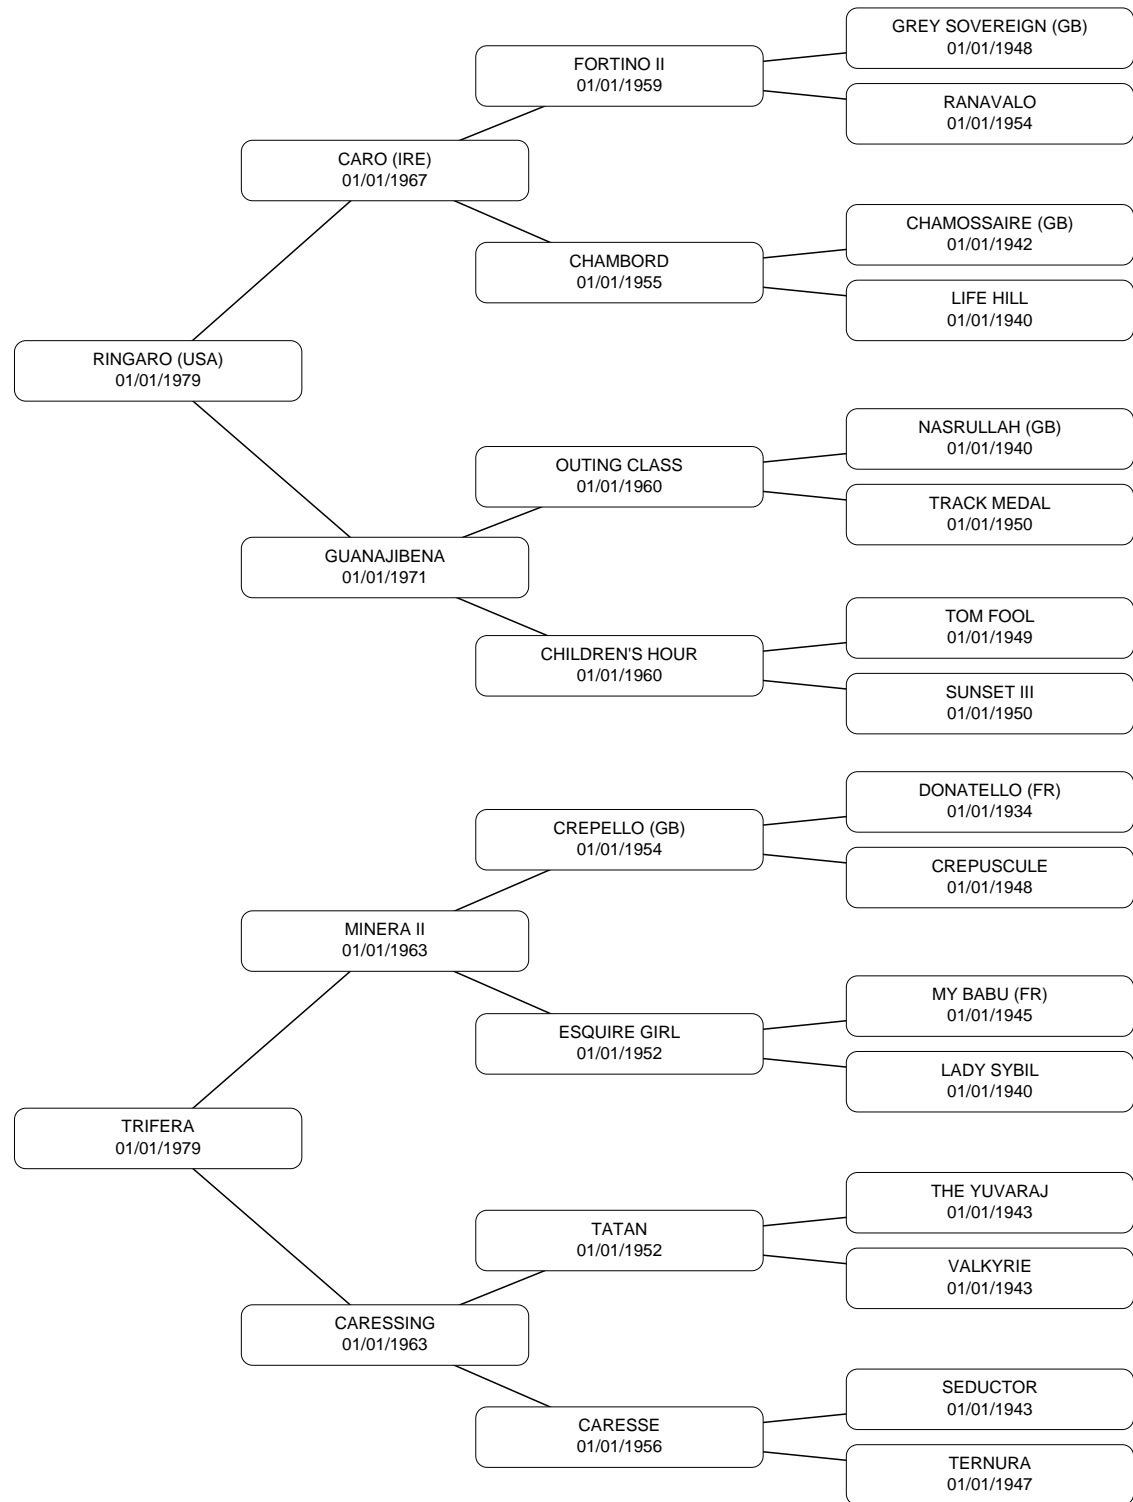 GREY SOVEREIGN (GB)
01/01/1948
FORTINO II
01/01/1959
RANAVALO
01/01/1954
CARO (IRE)
01/01/1967
CHAMOSSAIRE (GB)
01/01/1942
CHAMBORD
01/01/1955
LIFE HILL
01/01/1940
RINGARO (USA)
01/01/1979
NASRULLAH (GB)
01/01/1940
OUTING CLASS
01/01/1960
TRACK MEDAL
01/01/1950
GUANAJIBENA
01/01/1971
TOM FOOL
01/01/1949
CHILDREN'S HOUR
01/01/1960
SUNSET III
01/01/1950
DONATELLO (FR)
01/01/1934
CREPELLO (GB)
01/01/1954
CREPUSCULE
01/01/1948
MINERA II
01/01/1963
MY BABU (FR)
01/01/1945
ESQUIRE GIRL
01/01/1952
LADY SYBIL
01/01/1940
TRIFERA
01/01/1979
THE YUVARAJ
01/01/1943
TATAN
01/01/1952
VALKYRIE
01/01/1943
CARESSING
01/01/1963
SEDUCTOR
01/01/1943
CARESSE
01/01/1956
TERNURA
01/01/1947